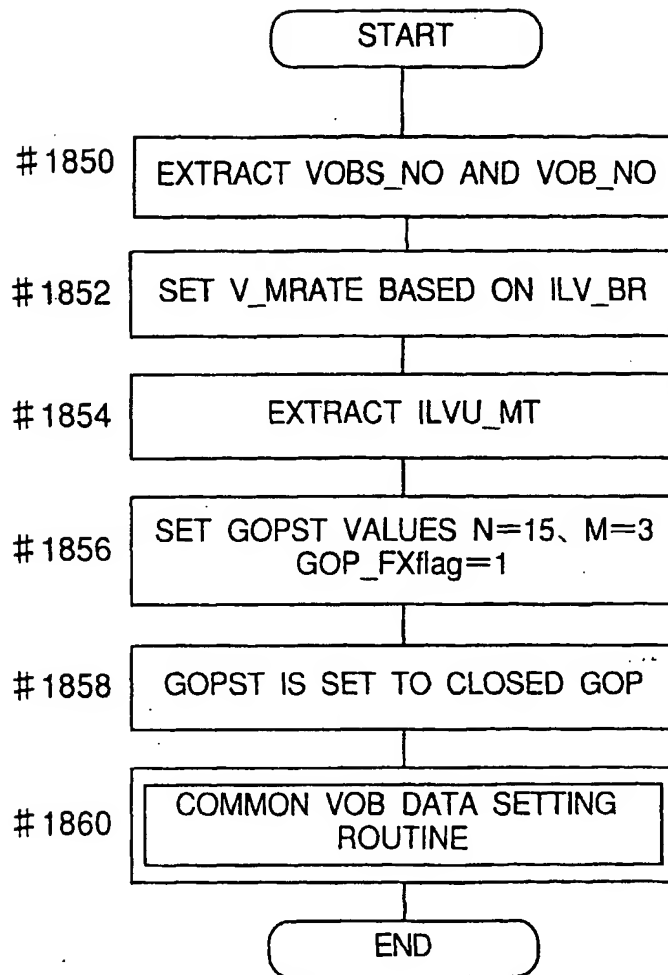 START
#1850
EXTRACT VOBS_NO AND VOB_NO
#1852
SET V_MRATE BASED ON ILV_BR
#1854
EXTRACT ILVU_MT
#1856
SET GOPST VALUES N=15、M=3
GOP_FXflag=1
#1858
GOPST IS SET TO CLOSED GOP
#1860
COMMON VOB DATA SETTING
ROUTINE
END